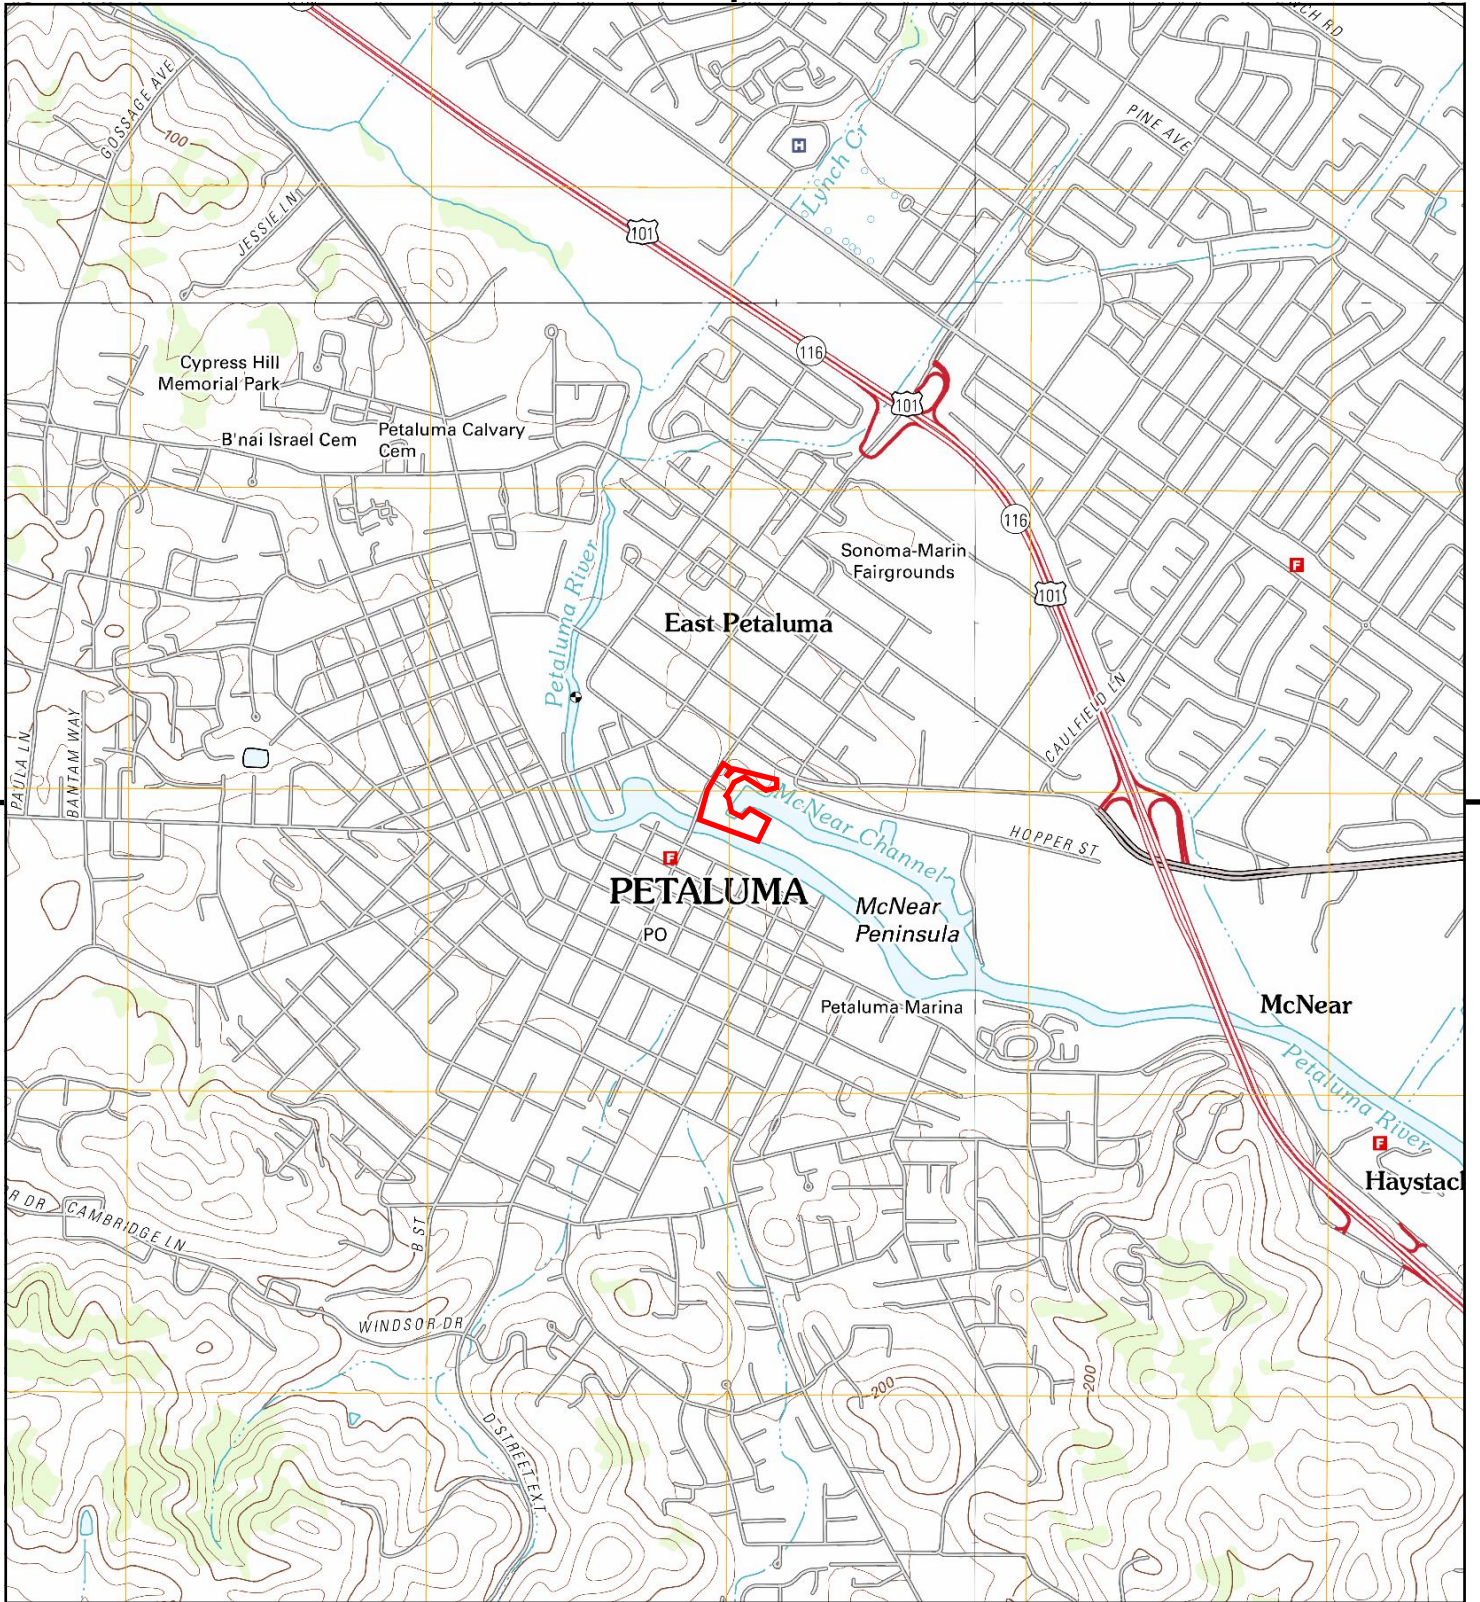 GOSSAGE AVE
100
JESSIE LN
101
H
Lynch Cr
PINE AVE
116
101
Cypress Hill
Memorial Park
B'nai Israel Cem
Petaluma Calvary
Cem
116
Sonoma-Marin
Fairgrounds
F
101
East Petaluma
Petaluma River
CAULFIELD LN
PAULA LN
BANTAM WAY
McNear Channel
HOPPER ST
F
PETALUMA
PO
McNear
Peninsula
Petaluma Marina
McNear
Petaluma River
F
Haystac
R DR
CAMBRIDGE LN
B ST
WINDSOR DR
D STREET EXT
200
200